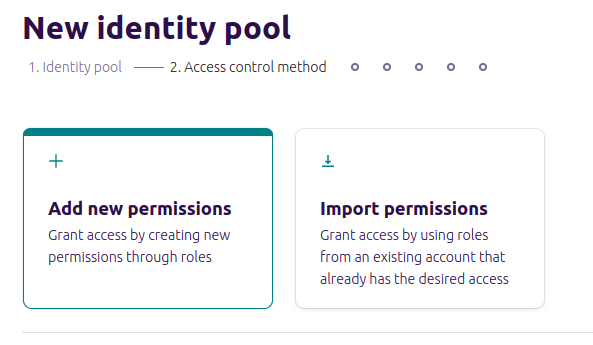 New identity pool
1. Identity pool 2. Access control method
Add new permissions
Grant access by creating new
permissions through roles
Import permissions
Grant access by using roles
from an existing account that
already has the desired access